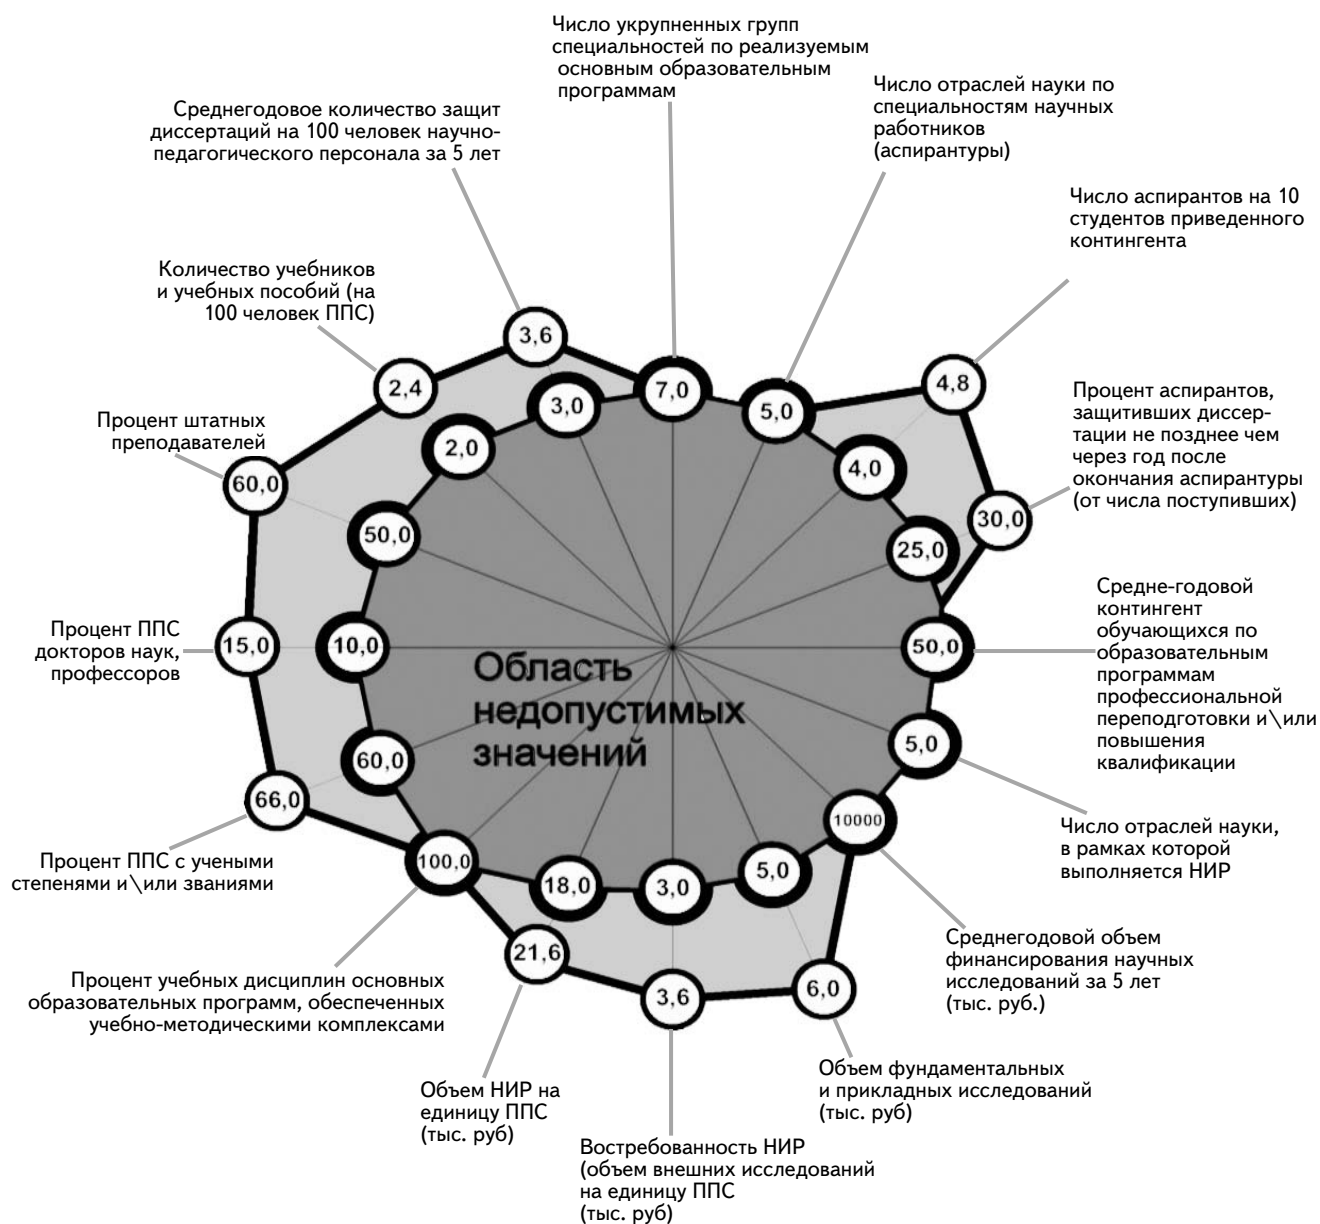 Число укрупненных групп
специальностей по реализуемым
основным образовательным
программам
Число отраслей науки по
специальностям научных
работников
(аспирантуры)
Среднегодовое количество защит
диссертаций на 100 человек научно-
педагогического персонала за 5 лет
Число аспирантов на 10
студентов приведенного
контингента
Количество учебников
и учебных пособий (на
100 человек ППС)
Процент аспирантов,
защитивших диссер-
тации не позднее чем
через год после
окончания аспирантуры
(от числа поступивших)
Процент штатных
преподавателей
3,6
2,4
7,0
4,8
3,0
5,0
2,0
4,0
60,0
30,0
50,0
25,0
Средне-годовой
контингент
обучающихся по
образовательным
программам
профессиональной
переподготовки и\или
повышения
квалификации
Процент ППС
докторов наук,
профессоров
15,0
10,0
50,0
Область
недопустимых
значений
60,0
5,0
66,0
10000
Число отраслей науки,
в рамках которой
выполняется НИР
Процент ППС с учеными
степенями и\или званиями
100,0
18,0
3,0
5,0
21,6
3,6
6,0
Среднегодовой объем
финансирования научных
исследований за 5 лет
(тыс. руб.)
Процент учебных дисциплин основных
образовательных программ, обеспеченных
учебно-методическими комплексами
Объем НИР на
единицу ППС
(тыс. руб)
Объем фундаментальных
и прикладных исследований
(тыс. руб)
Востребованность НИР
(объем внешних исследований
на единицу ППС
(тыс. руб)